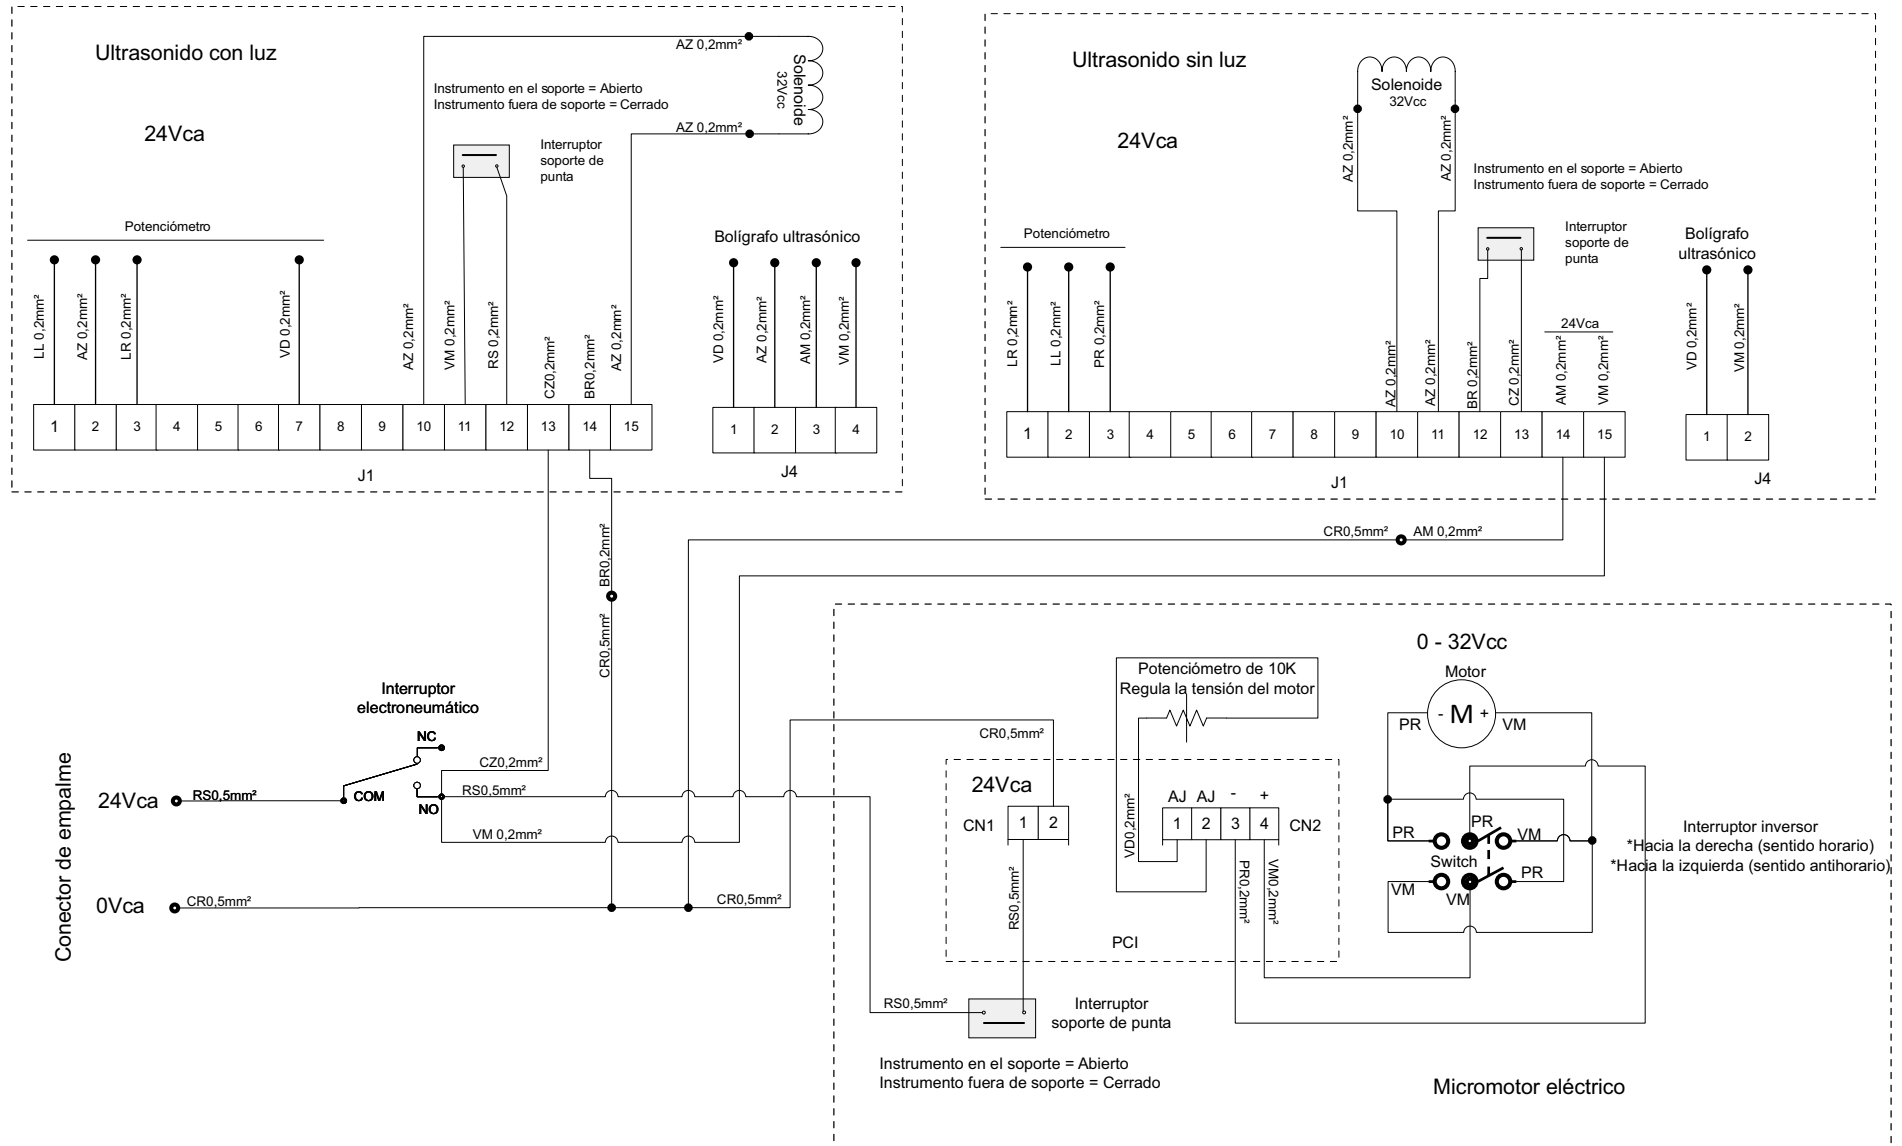 Ultrasonido con luz
24Vca
AZ 0,2mm²
Solenoide
32Vcc
Instrumento en el soporte = Abierto
Instrumento fuera de soporte = Cerrado
AZ 0,2mm²
Interruptor
soporte de
punta
Potenciómetro
Bolígrafo ultrasónico
LL 0,2mm²
AZ 0,2mm²
LR 0,2mm²
VD 0,2mm²
AZ 0,2mm²
VM 0,2mm²
RS 0,2mm²
CZ0,2mm²
BR0,2mm²
AZ 0,2mm²
VD 0,2mm²
AZ 0,2mm²
AM 0,2mm²
VM 0,2mm²
1 2 3 4 5 6 7 8 9 10 11 12 13 14 15
1 2 3 4
J1
J4
Ultrasonido sin luz
24Vca
Solenoide
32Vcc
AZ 0,2mm²
AZ 0,2mm²
Instrumento en el soporte = Abierto
Instrumento fuera de soporte = Cerrado
Interruptor
soporte de
punta
Potenciómetro
Bolígrafo
ultrasónico
24Vca
LR 0,2mm²
LL 0,2mm²
PR 0,2mm²
AZ 0,2mm²
AZ 0,2mm²
BR 0,2mm²
CZ 0,2mm²
AM 0,2mm²
VM 0,2mm²
VD 0,2mm²
VM 0,2mm²
1 2 3 4 5 6 7 8 9 10 11 12 13 14 15
1 2
J1
J4
CR0,5mm²
AM 0,2mm²
BR0,2mm²
CR0,5mm²
Interruptor
electroneumático
NC
CZ0,2mm²
Conector de empalme
24Vca
RS0,5mm²
COM
NO
RS0,5mm²
VM 0,2mm²
0Vca
CR0,5mm²
CR0,5mm²
CR0,5mm²
0 - 32Vcc
Motor
- M +
PR
VM
Potenciómetro de 10K
Regula la tensión del motor
24Vca
AJ AJ - +
CN1
1 2
1 2 3 4
CN2
VD0,2mm²
PR0,2mm²
VM0,2mm²
RS0,5mm²
PCI
PR
PR
VM
Switch
VM
VM
PR
Interruptor inversor
*Hacia la derecha (sentido horario)
*Hacia la izquierda (sentido antihorario)
RS0,5mm²
Interruptor
soporte de punta
Instrumento en el soporte = Abierto
Instrumento fuera de soporte = Cerrado
Micromotor eléctrico